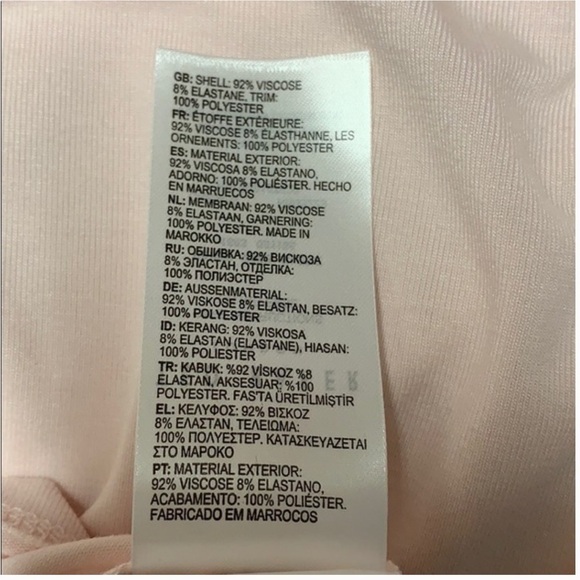 GB: SHELL: 92% VISCOSE
8% ELASTANE, TRIM:
100% POLYESTER
FR: ÉTOFFE EXTÉRIEURE:
92% VISCOSE 8% ÉLASTHANNE, LES
ORNEMENTS: 100% POLYESTER
ES: MATERIAL EXTERIOR:
92% VISCOSA 8% ELASTANO,
ADORNO: 100% POLIÉSTER. HECHO
EN MARRUECOS
NL: MEMBRAAN: 92% VISCOSE
8% ELASTAAN, GARNERING:
100% POLYESTER. MADE IN
MAROKKO
RU: ОБШИВКА: 92% ВИСКОЗА
8% ЭЛАСТАН, ОТДЕЛКА:
100% ПОЛИЭСТЕР
DE: AUSSENMATERIAL:
92% VISKOSE 8% ELASTAN, BESATZ:
100% POLYESTER
ID: KERANG: 92% VISKOSA
8% ELASTAN (ELASTANE), HIASAN:
100% POLIESTER
TR: KABUK: %92 VİSKOZ %8
ELASTAN, AKSESUAR: %100
POLYESTER. FAS'TA ÜRETİLMİŞTİR
EL: ΚΕΛΥΦΟΣ: 92% ΒΙΣΚΟΖ
8% ΕΛΑΣΤΑΝ, ΤΕΛΕΙΩΜΑ:
100% ΠΟΛΥΕΣΤΕΡ. ΚΑΤΑΣΚΕΥΑΖΕΤΑΙ
ΣΤΟ ΜΑΡΟΚΟ
PT: MATERIAL EXTERIOR:
92% VISCOSE 8% ELASTANO,
ACABAMENTO: 100% POLIÉSTER.
FABRICADO EM MARROCOS